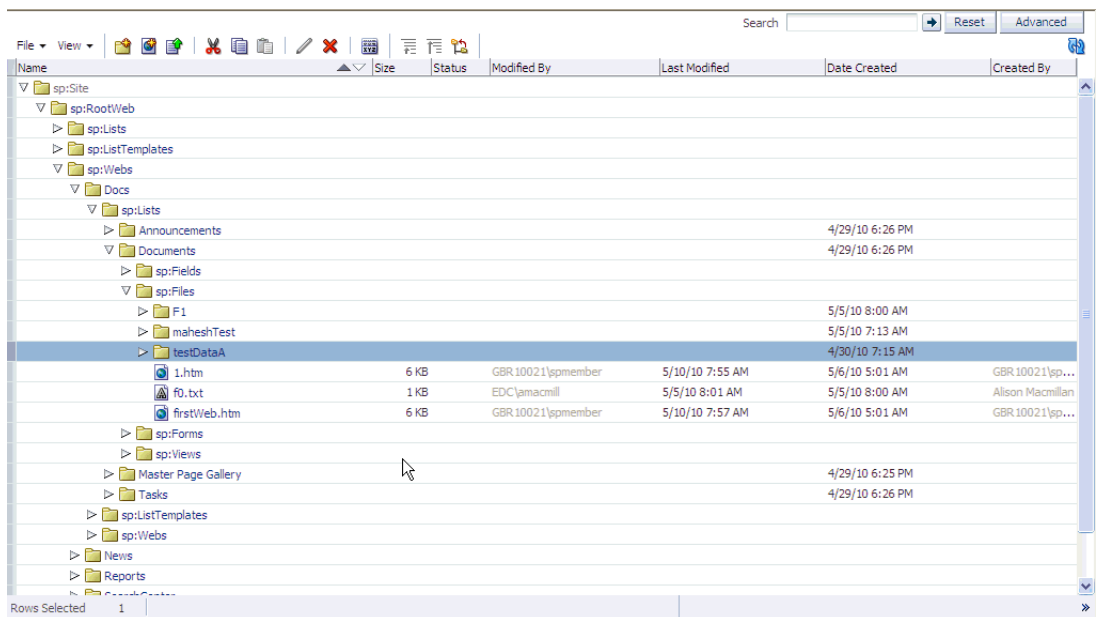 Search Reset Advanced
File View
Name Size Status Modified By Last Modified Date Created Created By
sp:Site
sp:RootWeb
sp:Lists
sp:ListTemplates
sp:Webs
Docs
sp:Lists
Announcements 4/29/10 6:26 PM
Documents 4/29/10 6:26 PM
sp:Fields
sp:Files
F1 5/5/10 8:00 AM
maheshTest 5/5/10 7:13 AM
testDataA 4/30/10 7:15 AM
1.htm 6 KB GBR10021\spmember 5/10/10 7:55 AM 5/6/10 5:01 AM GBR10021\sp...
f0.txt 1 KB EDC\amacmill 5/5/10 8:01 AM 5/5/10 8:00 AM Alison Macmillan
firstWeb.htm 6 KB GBR10021\spmember 5/10/10 7:57 AM 5/6/10 5:01 AM GBR10021\sp...
sp:Forms
sp:Views
Master Page Gallery 4/29/10 6:25 PM
Tasks 4/29/10 6:26 PM
sp:ListTemplates
sp:Webs
News
Reports
SearchCenter
Rows Selected 1